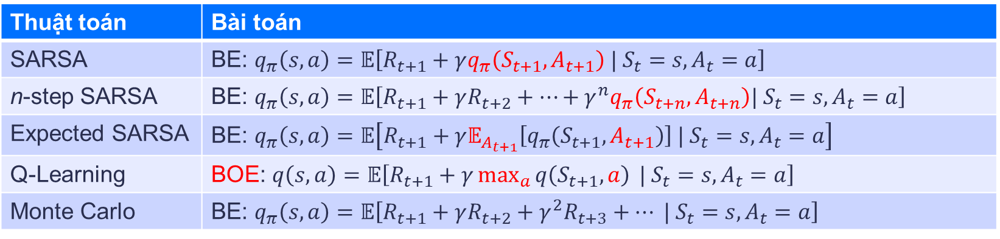 Thuật toán Bài toán
SARSA BE: $q_\pi(s, a) = \mathbb{E}[R_{t+1} + \gamma q_\pi(S_{t+1}, A_{t+1}) \mid S_t = s, A_t = a]$
n-step SARSA BE: $q_\pi(s, a) = \mathbb{E}[R_{t+1} + \gamma R_{t+2} + \cdots + \gamma^n q_\pi(S_{t+n}, A_{t+n}) \mid S_t = s, A_t = a]$
Expected SARSA BE: $q_\pi(s, a) = \mathbb{E}[R_{t+1} + \gamma \mathbb{E}_{A_{t+1}}[q_\pi(S_{t+1}, A_{t+1})] \mid S_t = s, A_t = a]$
Q-Learning BOE: $q(s, a) = \mathbb{E}[R_{t+1} + \gamma \max_a q(S_{t+1}, a) \mid S_t = s, A_t = a]$
Monte Carlo BE: $q_\pi(s, a) = \mathbb{E}[R_{t+1} + \gamma R_{t+2} + \gamma^2 R_{t+3} + \cdots \mid S_t = s, A_t = a]$